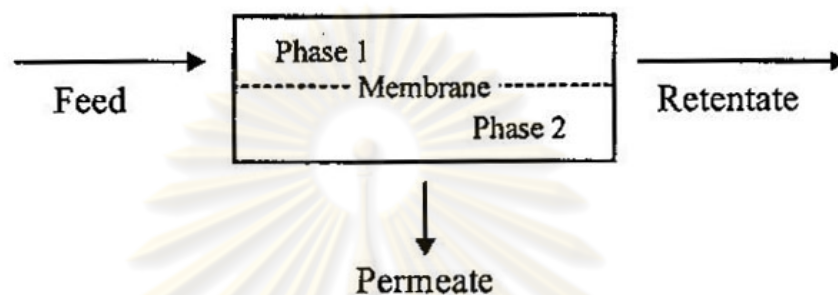 Phase 1
Feed
Membrane
Retentate
Phase 2
Permeate